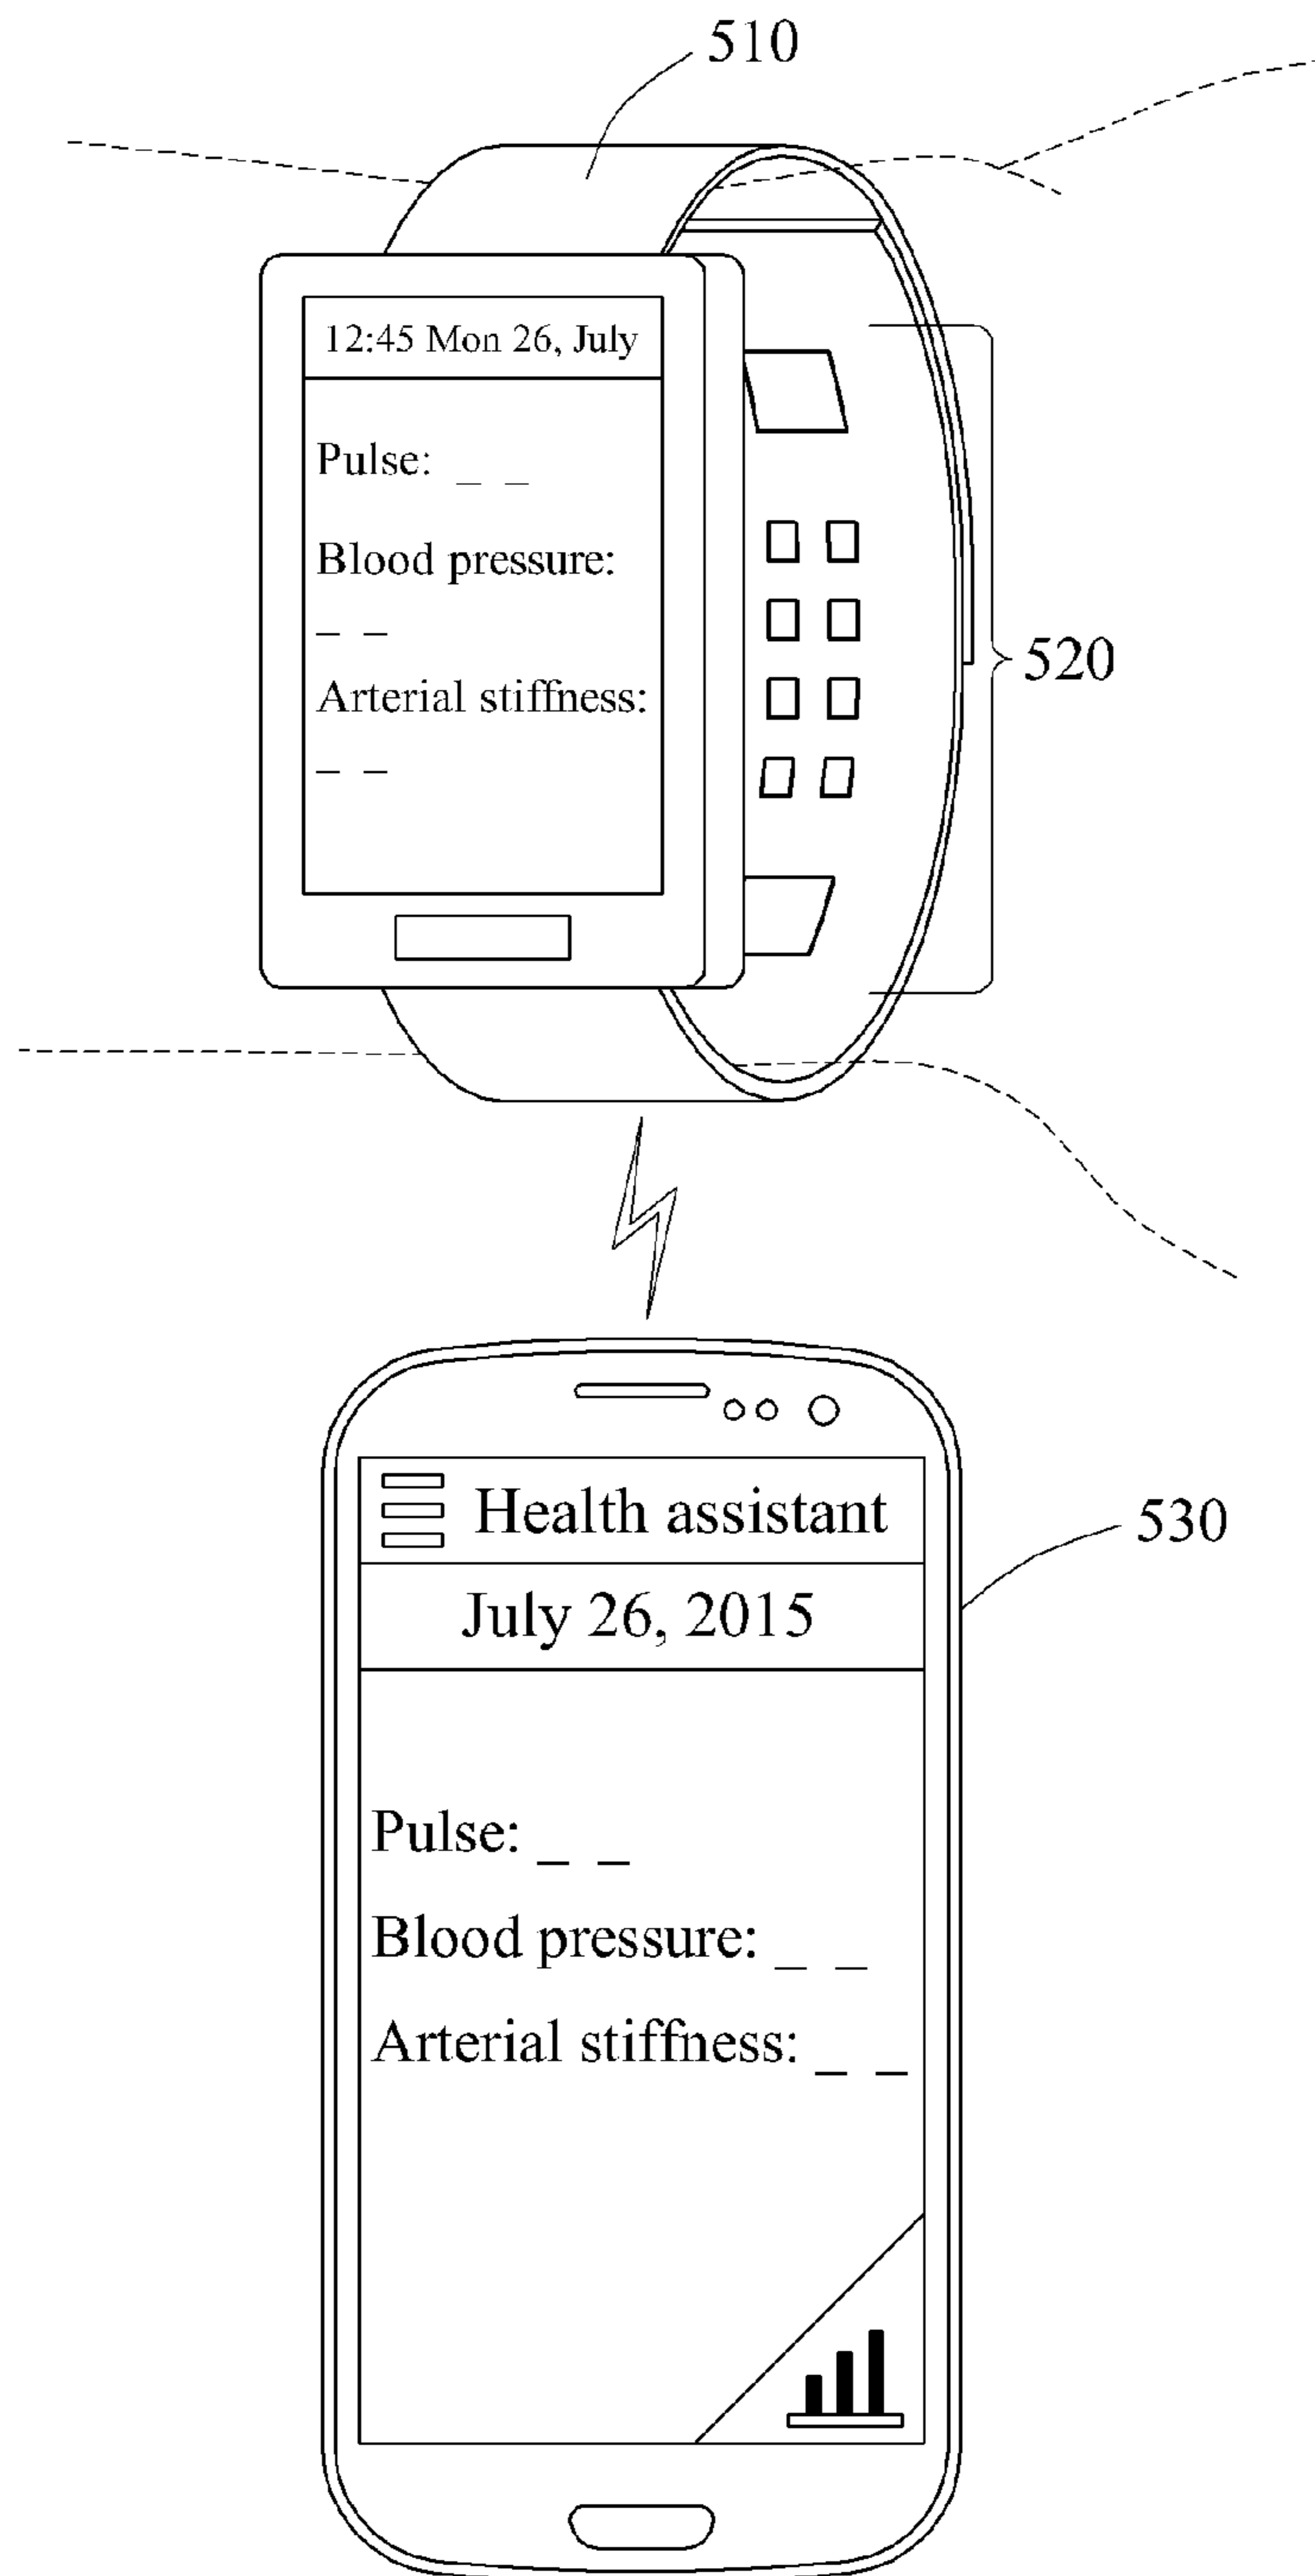 510
12:45 Mon 26, July
Pulse: _ _
Blood pressure:
_ _
Arterial stiffness:
_ _
520
Health assistant
530
July 26, 2015
Pulse: _ _
Blood pressure: _ _
Arterial stiffness: _ _